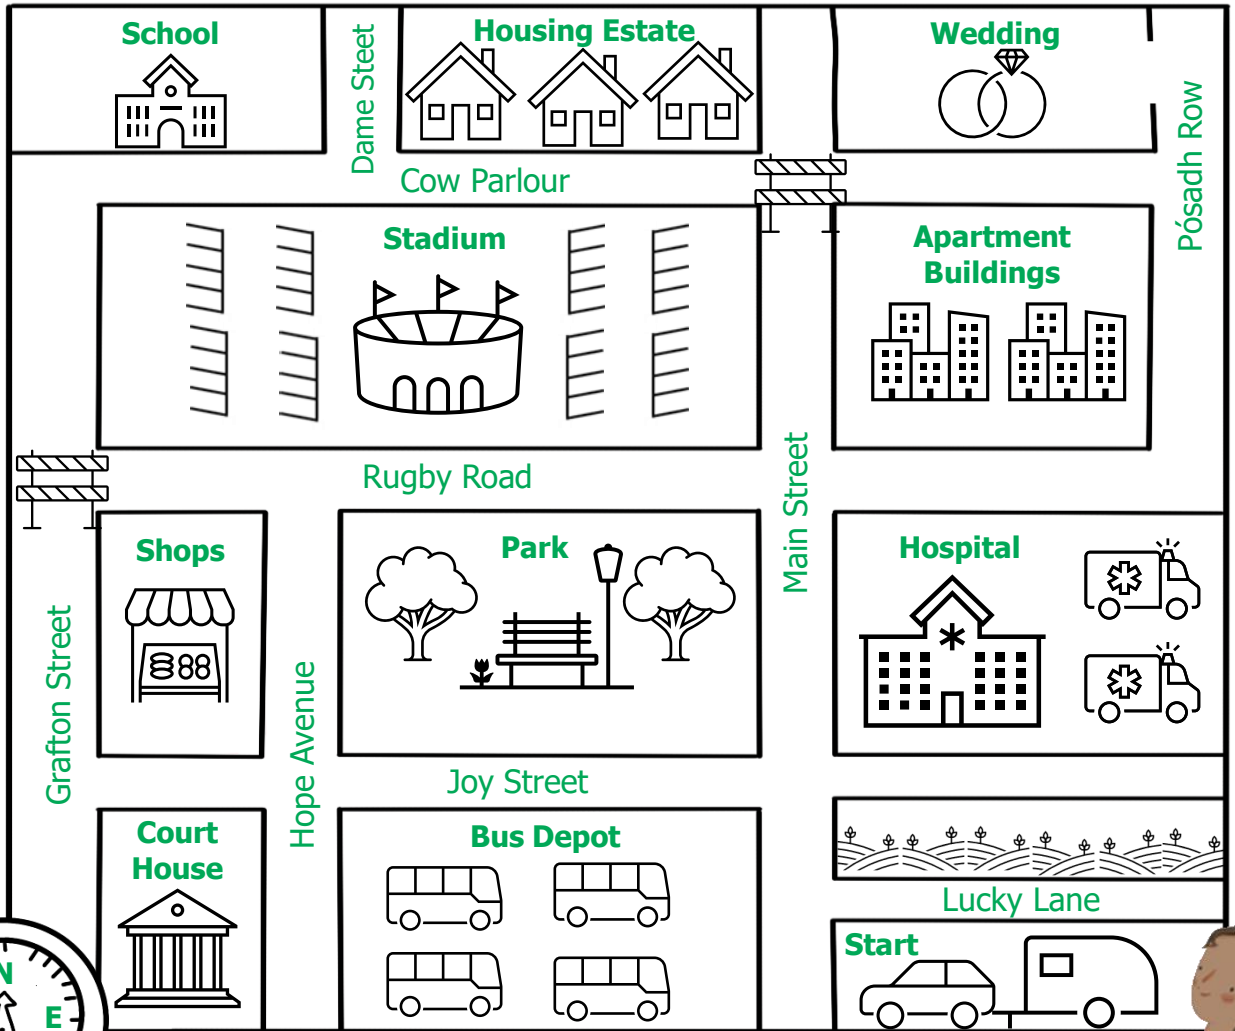 School
Dame Steet
Housing Estate
Wedding
Pósadh Row
Cow Parlour
Stadium
Apartment
Buildings
Rugby Road
Main Street
Shops
Park
Hospital
Grafton Street
Hope Avenue
Joy Street
Court
House
Bus Depot
Lucky Lane
Start
N
E